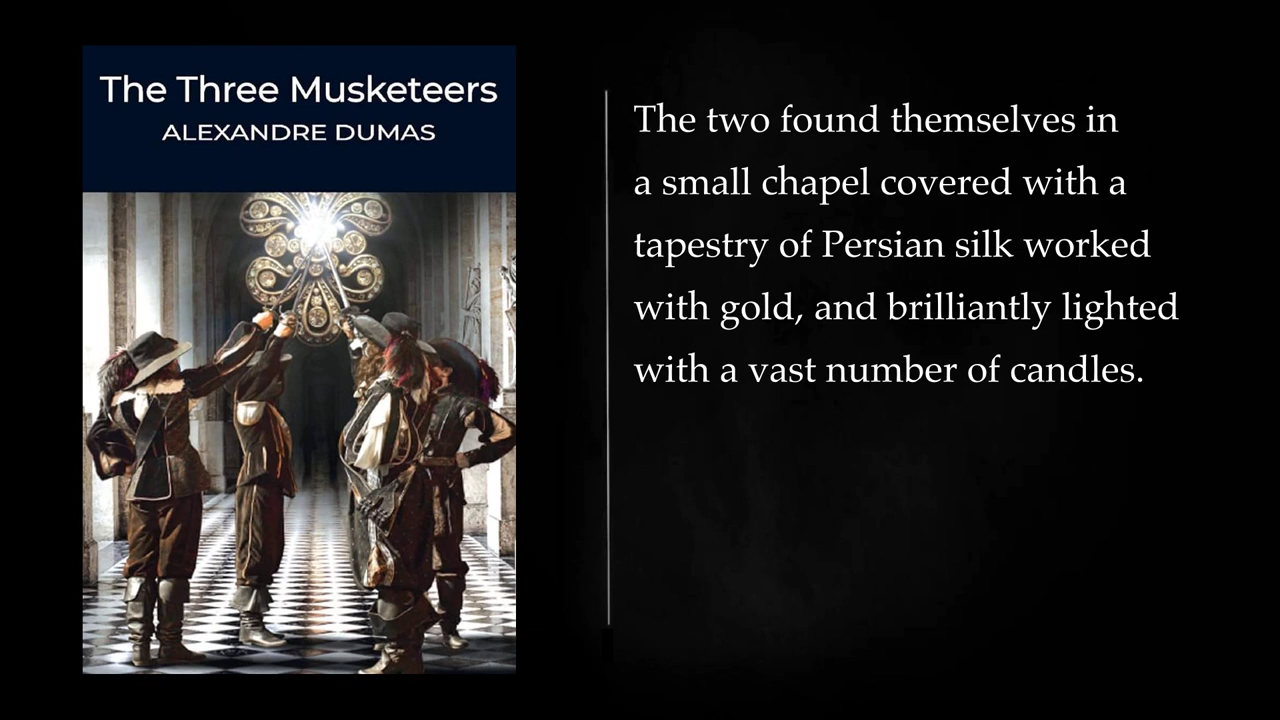 The Three Musketeers
ALEXANDRE DUMAS
The two found themselves in
a small chapel covered with a
tapestry of Persian silk worked
with gold, and brilliantly lighted
with a vast number of candles.